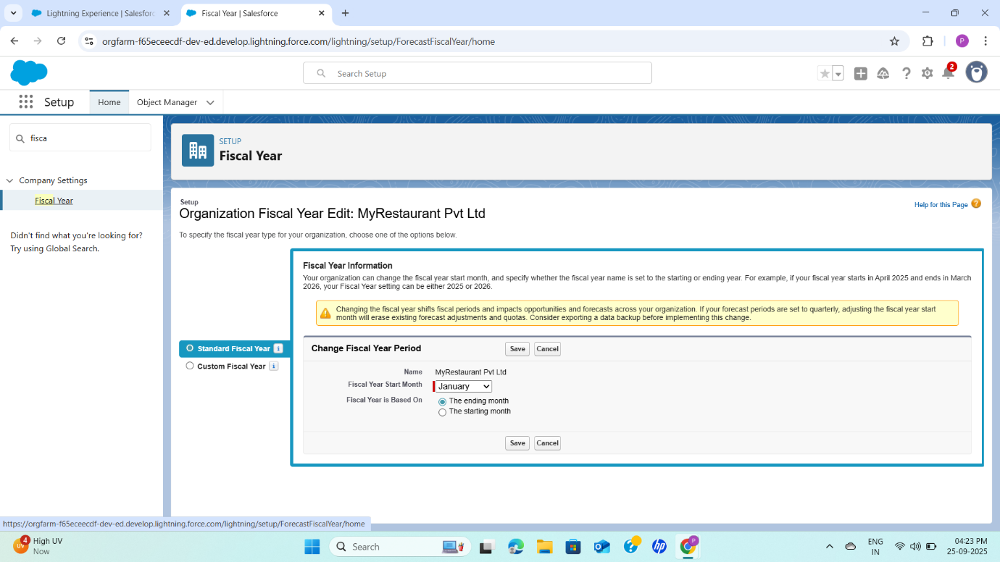 Lightning Experience | Salesforc
Fiscal Year | Salesforce
orgfarm-f65eceecdf-dev-ed.develop.lightning.force.com/lightning/setup/ForecastFiscalYear/home
P
Search Setup
2
Setup
Home
Object Manager
fisca
SETUP
Fiscal Year
Company Settings
Fiscal Year
Didn't find what you're looking for?
Try using Global Search.
Setup
Organization Fiscal Year Edit: MyRestaurant Pvt Ltd
Help for this Page
To specify the fiscal year type for your organization, choose one of the options below.
Fiscal Year Information
Your organization can change the fiscal year start month, and specify whether the fiscal year name is set to the starting or ending year. For example, if your fiscal year starts in April 2025 and ends in March
2026, your Fiscal Year setting can be either 2025 or 2026.
Changing the fiscal year shifts fiscal periods and impacts opportunities and forecasts across your organization. If your forecast periods are set to quarterly, adjusting the fiscal year start
month will erase existing forecast adjustments and quotas. Consider exporting a data backup before implementing this change.
Standard Fiscal Year i
Custom Fiscal Year i
Change Fiscal Year Period
Save Cancel
Name MyRestaurant Pvt Ltd
Fiscal Year Start Month January
Fiscal Year is Based On The ending month
The starting month
Save Cancel
https://orgfarm-f65eceecdf-dev-ed.develop.lightning.force.com/lightning/setup/ForecastFiscalYear/home
4
UV
High UV
Now
Search
hp
P
ENG
IN
04:23 PM
25-09-2025